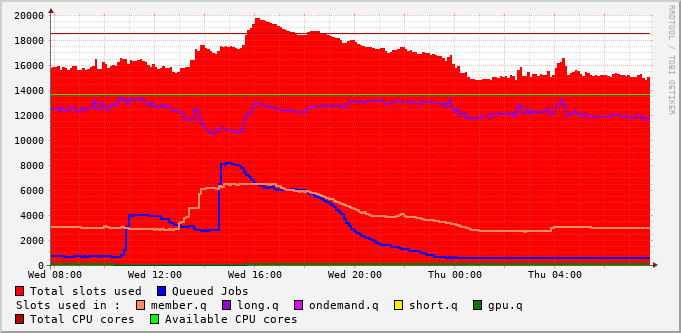 20000
18000
16000
14000
12000
10000
8000
6000
4000
2000
0
Wed 08:00 Wed 12:00 Wed 16:00 Wed 20:00 Thu 00:00 Thu 04:00
RRDTOOL / TOBI OETIKER
Total slots used Queued Jobs
Slots used in : member.q long.q ondemand.q short.q gpu.q
Total CPU cores Available CPU cores